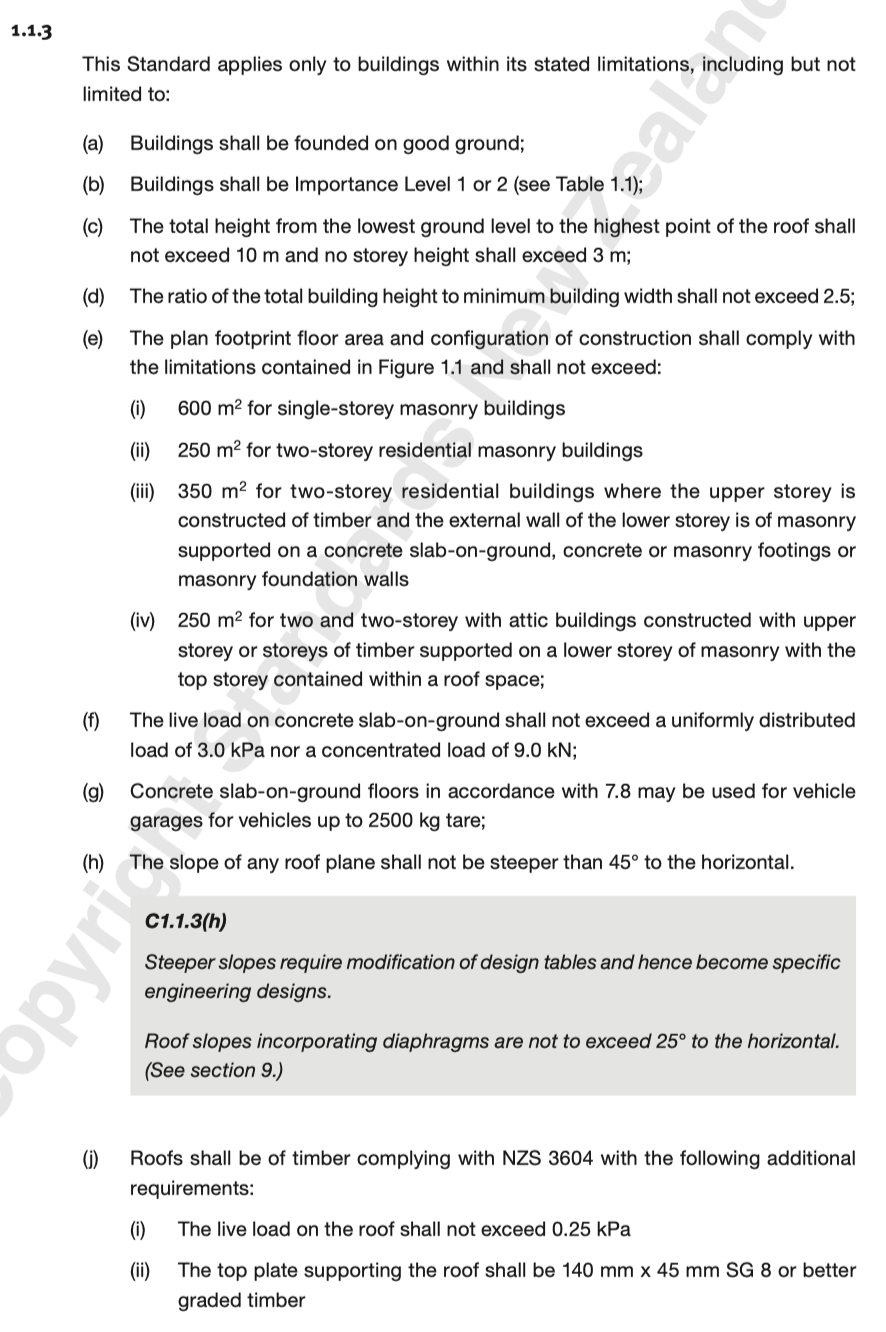 1.1.3
This Standard applies only to buildings within its stated limitations, including but not
limited to:
(a) Buildings shall be founded on good ground;
(b) Buildings shall be Importance Level 1 or 2 (see Table 1.1);
(c) The total height from the lowest ground level to the highest point of the roof shall
not exceed 10 m and no storey height shall exceed 3 m;
(d) The ratio of the total building height to minimum building width shall not exceed 2.5;
(e) The plan footprint floor area and configuration of construction shall comply with
the limitations contained in Figure 1.1 and shall not exceed:
(i) 600 m² for single-storey masonry buildings
(ii) 250 m² for two-storey residential masonry buildings
(iii) 350 m² for two-storey residential buildings where the upper storey is
constructed of timber and the external wall of the lower storey is of masonry
supported on a concrete slab-on-ground, concrete or masonry footings or
masonry foundation walls
(iv) 250 m² for two and two-storey with attic buildings constructed with upper
storey or storeys of timber supported on a lower storey of masonry with the
top storey contained within a roof space;
(f) The live load on concrete slab-on-ground shall not exceed a uniformly distributed
load of 3.0 kPa nor a concentrated load of 9.0 kN;
(g) Concrete slab-on-ground floors in accordance with 7.8 may be used for vehicle
garages for vehicles up to 2500 kg tare;
(h) The slope of any roof plane shall not be steeper than 45° to the horizontal.
C1.1.3(h)
Steeper slopes require modification of design tables and hence become specific
engineering designs.
Roof slopes incorporating diaphragms are not to exceed 25° to the horizontal.
(See section 9.)
(j) Roofs shall be of timber complying with NZS 3604 with the following additional
requirements:
(i) The live load on the roof shall not exceed 0.25 kPa
(ii) The top plate supporting the roof shall be 140 mm x 45 mm SG 8 or better
graded timber
Copyright Standards New Zealand